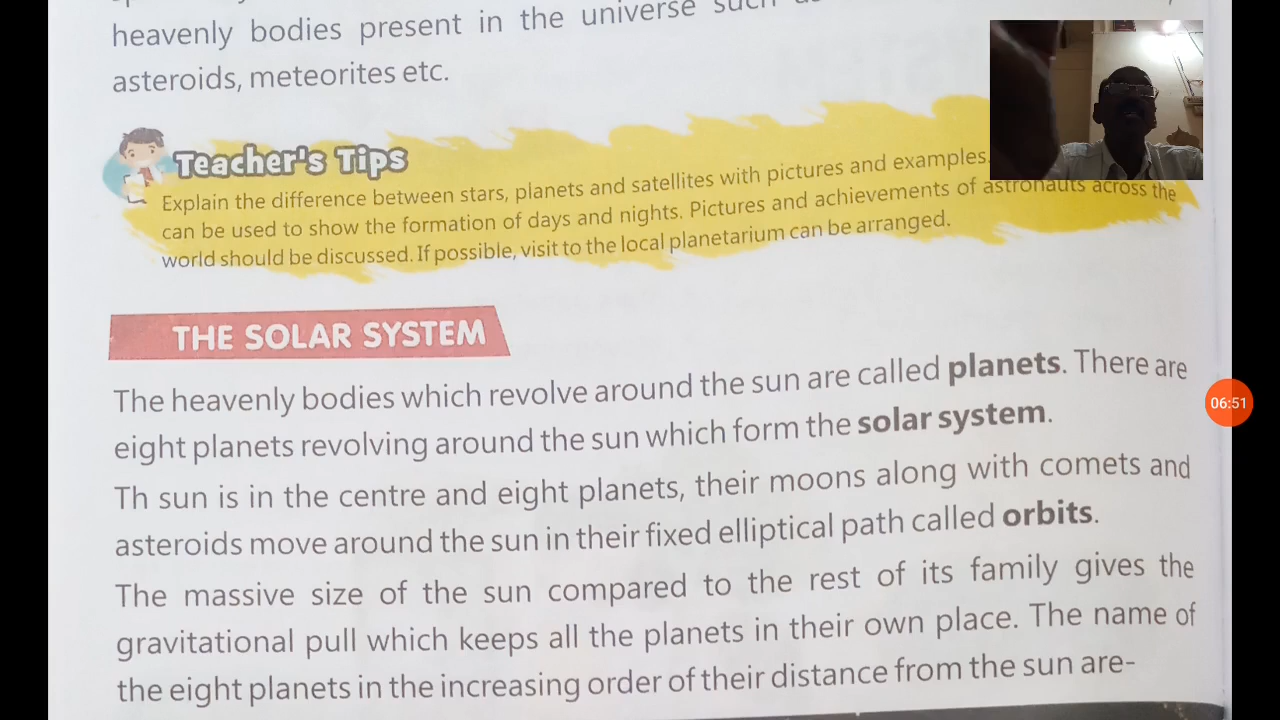 heavenly bodies present in the universe such
asteroids, meteorites etc.
Teacher's Tips
Explain the difference between stars, planets and satellites with pictures and examples.
can be used to show the formation of days and nights. Pictures and achievements of astronauts across the
world should be discussed. If possible, visit to the local planetarium can be arranged.
THE SOLAR SYSTEM
The heavenly bodies which revolve around the sun are called planets. There are
eight planets revolving around the sun which form the solar system.
06:51
Th sun is in the centre and eight planets, their moons along with comets and
asteroids move around the sun in their fixed elliptical path called orbits.
The massive size of the sun compared to the rest of its family gives the
gravitational pull which keeps all the planets in their own place. The name of
the eight planets in the increasing order of their distance from the sun are-